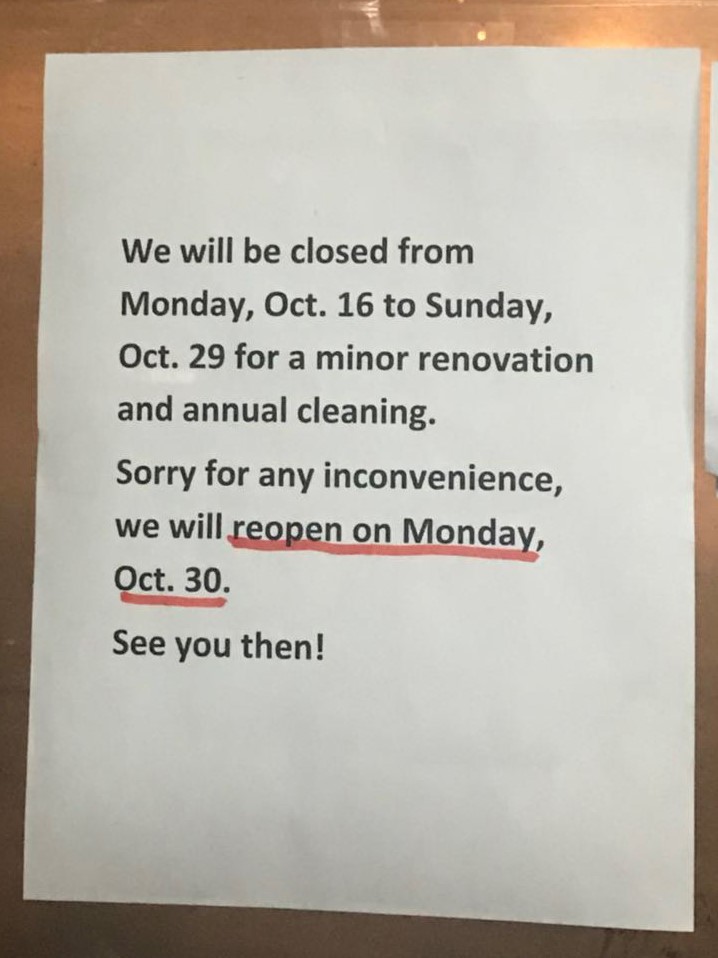 We will be closed from
Monday, Oct. 16 to Sunday,
Oct. 29 for a minor renovation
and annual cleaning.
Sorry for any inconvenience,
we will reopen on Monday,
Oct. 30.
See you then!